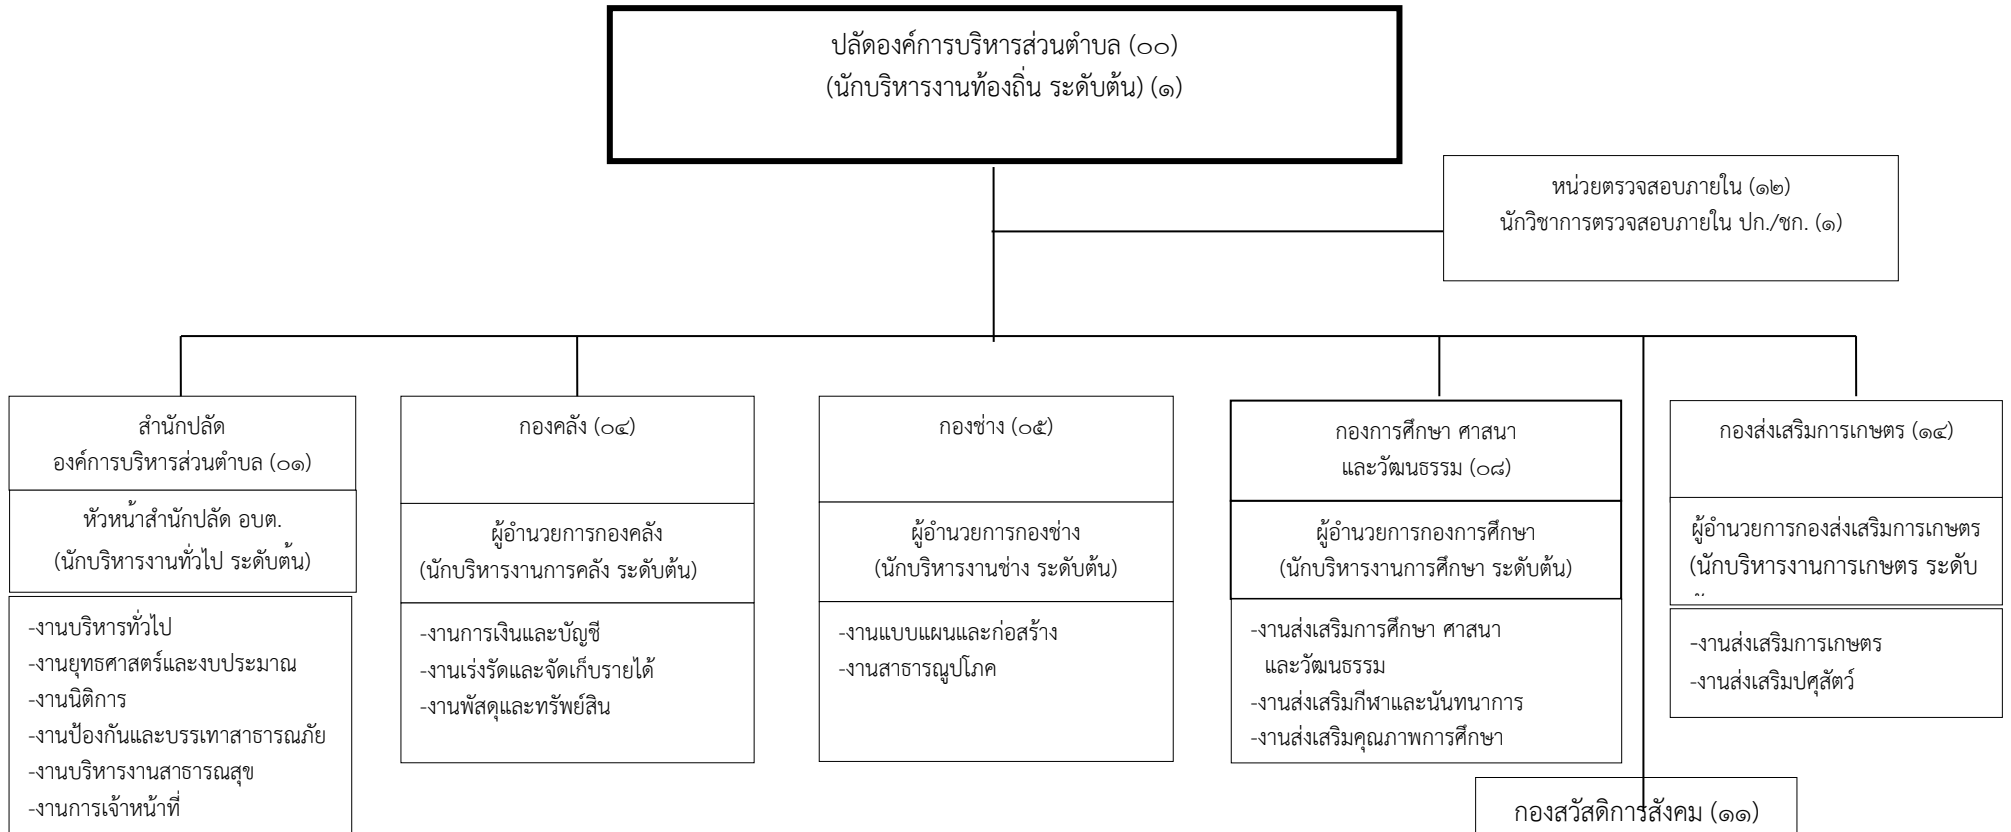 ปลัดองค์การบริหารส่วนตำบล (๐๐)
(นักบริหารงานท้องถิ่น ระดับต้น) (๑)
หน่วยตรวจสอบภายใน (๑๒)
นักวิชาการตรวจสอบภายใน ปก./ชก. (๑)
สำนักปลัด
องค์การบริหารส่วนตำบล (๐๑)
หัวหน้าสำนักปลัด อบต.
(นักบริหารงานทั่วไป ระดับต้น)
-งานบริหารทั่วไป
-งานยุทธศาสตร์และงบประมาณ
-งานนิติการ
-งานป้องกันและบรรเทาสาธารณภัย
-งานบริหารงานสาธารณสุข
-งานการเจ้าหน้าที่
กองคลัง (๐๔)
ผู้อำนวยการกองคลัง
(นักบริหารงานการคลัง ระดับต้น)
-งานการเงินและบัญชี
-งานเร่งรัดและจัดเก็บรายได้
-งานพัสดุและทรัพย์สิน
กองช่าง (๐๕)
ผู้อำนวยการกองช่าง
(นักบริหารงานช่าง ระดับต้น)
-งานแบบแผนและก่อสร้าง
-งานสาธารณูปโภค
กองการศึกษา ศาสนา
และวัฒนธรรม (๐๘)
ผู้อำนวยการกองการศึกษา
(นักบริหารงานการศึกษา ระดับต้น)
-งานส่งเสริมการศึกษา ศาสนา
และวัฒนธรรม
-งานส่งเสริมกีฬาและนันทนาการ
-งานส่งเสริมคุณภาพการศึกษา
กองส่งเสริมการเกษตร (๑๔)
ผู้อำนวยการกองส่งเสริมการเกษตร
(นักบริหารงานการเกษตร ระดับ
-งานส่งเสริมการเกษตร
-งานส่งเสริมปศุสัตว์
กองสวัสดิการสังคม (๑๑)